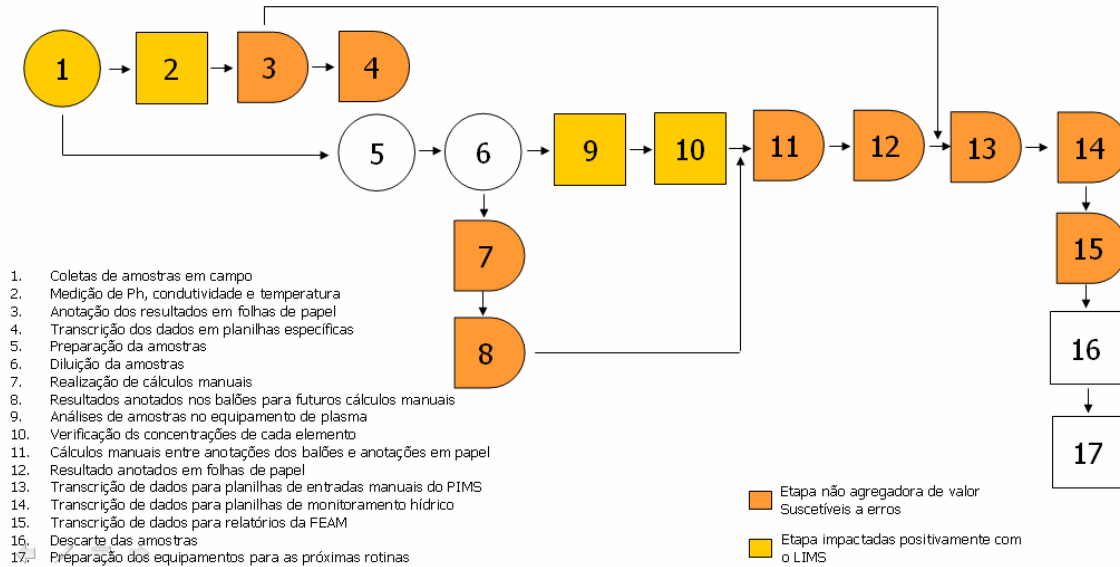 1
2
3
4
5
6
9
10
11
12
13
14
7
15
8
16
17
1. Coletas de amostras em campo
2. Medição de Ph, condutividade e temperatura
3. Anotação dos resultados em folhas de papel
4. Transcrição dos dados em planilhas específicas
5. Preparação da amostras
6. Diluição da amostras
7. Realização de cálculos manuais
8. Resultados anotados nos balões para futuros cálculos manuais
9. Análises de amostras no equipamento de plasma
10. Verificação ds concentrações de cada elemento
11. Cálculos manuais entre anotações dos balões e anotações em papel
12. Resultado anotados em folhas de papel
13. Transcrição de dados para planilhas de entradas manuais do PIMS
14. Transcrição de dados para planilhas de monitoramento hídrico
15. Transcrição de dados para relatórios da FEAM
16. Descarte das amostras
17. Preparação dos equipamentos para as próximas rotinas
Etapa não agregadora de valor
Suscetíveis a erros
Etapa impactadas positivamente com
o LIMS